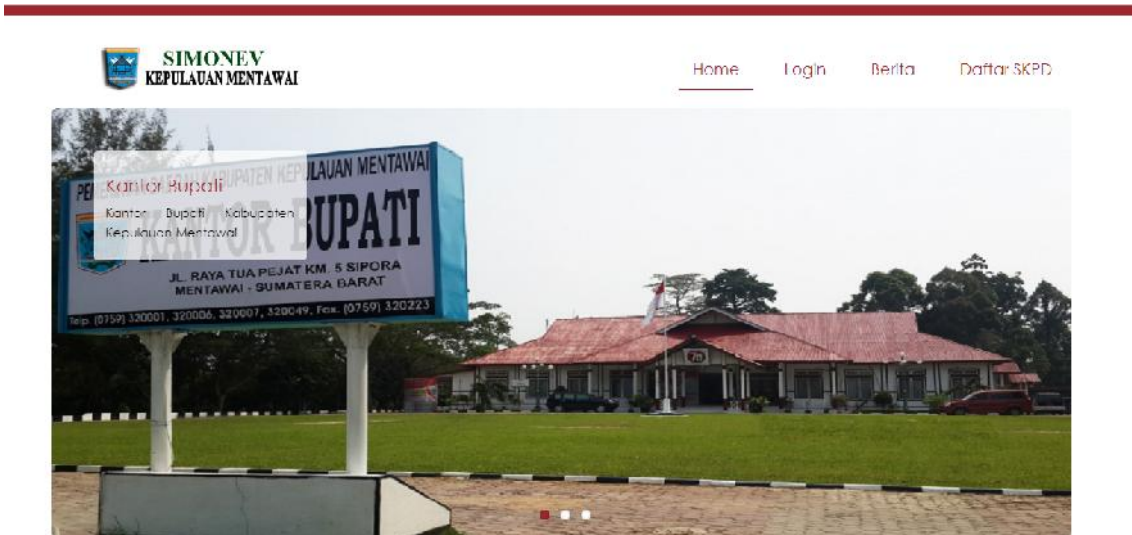 SIMONEV
KEPULAUAN MENTAWAI
Home Login Berita Daftar SKPD
KABUPATEN KEPULAUAN MENTAWAI
Kantor Bupati
Kantor Bupati Kabupaten
Kepulauan Mentawai
KANTOR BUPATI
JL. RAYA TUA PEJAT KM. 5 SIPORA
MENTAWAI - SUMATERA BARAT
Telp. (0759) 320001, 320006, 320007, 320049, Fax. (0759) 320223